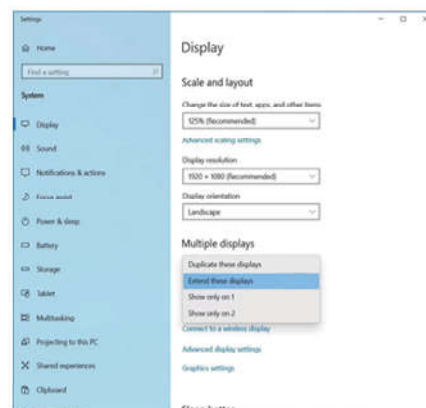 Settings
Home
Find a setting
System
Display
Sound
Notifications & actions
Focus assist
Power & sleep
Battery
Storage
Tablet
Multitasking
Projecting to this PC
Shared experiences
Clipboard
Display
Scale and layout
Change the size of text, apps, and other items
125% (Recommended)
Advanced scaling settings
Display resolution
1920 × 1080 (Recommended)
Display orientation
Landscape
Multiple displays
Duplicate these displays
Extend these displays
Show only on 1
Show only on 2
Connect to a wireless display
Advanced display settings
Graphics settings